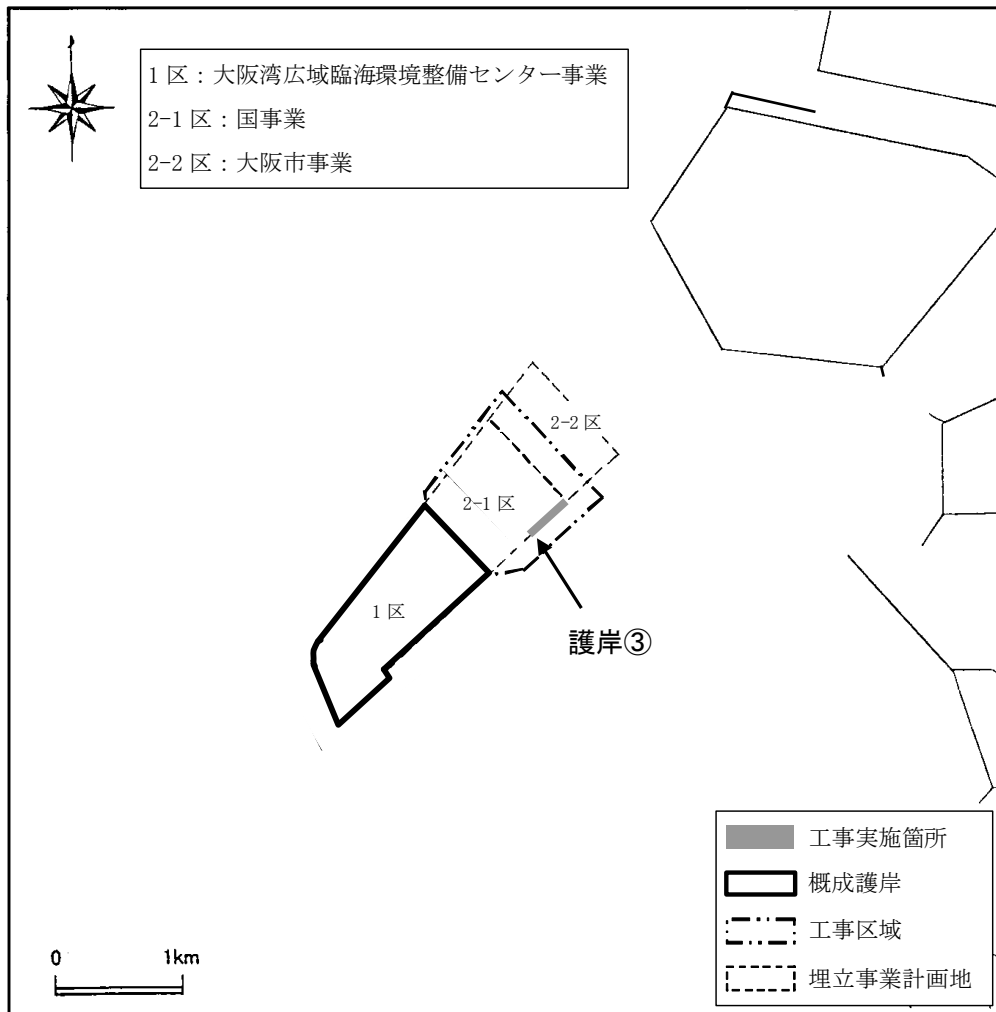 1 区：大阪湾広域臨海環境整備センター事業
2-1 区：国事業
2-2 区：大阪市事業
2-2 区
2-1 区
1 区
護岸③
工事実施箇所
概成護岸
工事区域
埋立事業計画地
0 1km